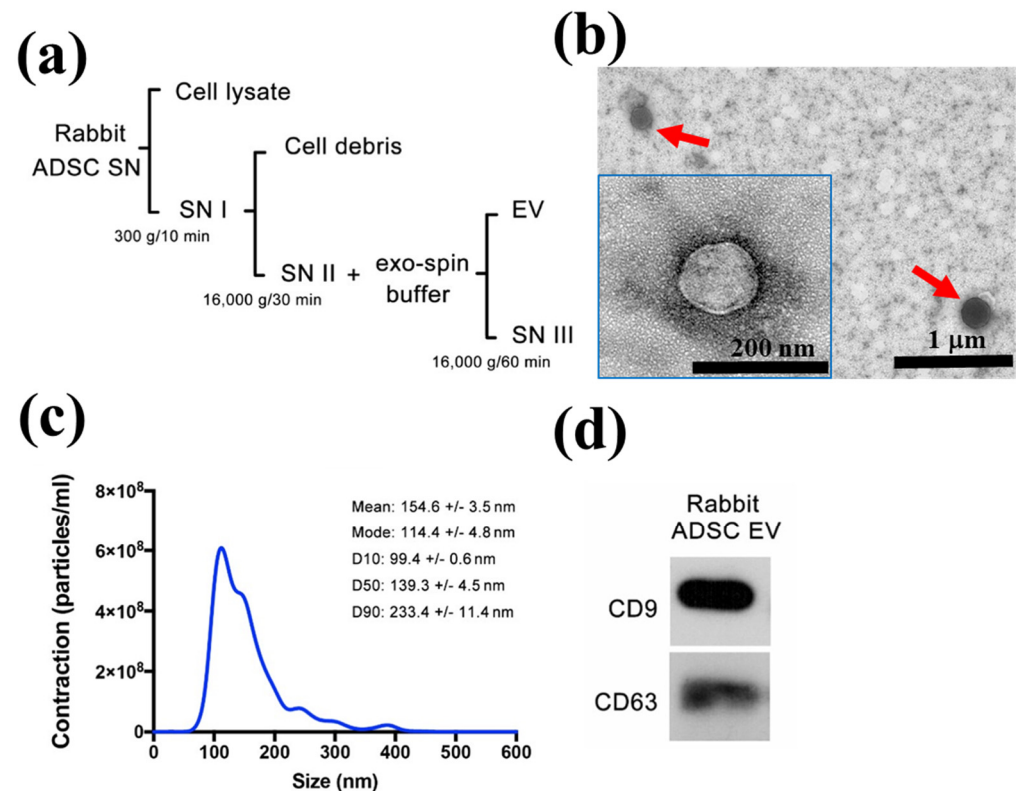 (a)
Cell lysate
Rabbit
ADSC SN
Cell debris
SN I
300 g/10 min
EV
SN II + exo-spin
buffer
16,000 g/30 min
SN III
16,000 g/60 min
(b)
200 nm
1 μm
(c)
Contraction (particles/ml)
8×10⁸
6×10⁸
4×10⁸
2×10⁸
0
0 100 200 300 400 500 600
Size (nm)
Mean: 154.6 +/- 3.5 nm
Mode: 114.4 +/- 4.8 nm
D10: 99.4 +/- 0.6 nm
D50: 139.3 +/- 4.5 nm
D90: 233.4 +/- 11.4 nm
(d)
Rabbit
ADSC EV
CD9
CD63